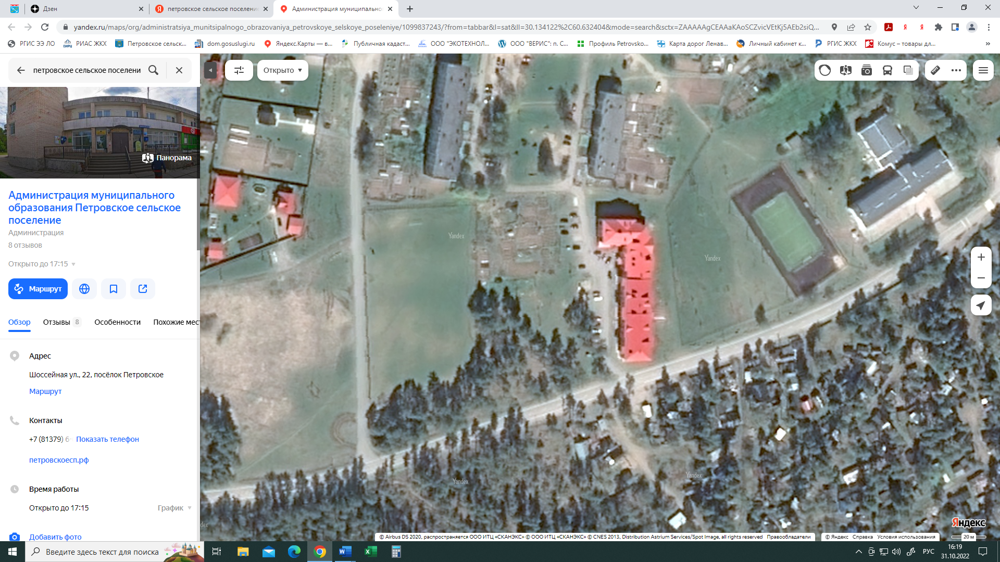 Дзен
петровское сельское поселени
Администрация муниципально
yandex.ru/maps/org/administratsiya_munitsipalnogo_obrazovaniya_petrovskoye_selskoye_poseleniye/1099837243/?from=tabbar&l=sat&ll=30.134122%2C60.632404&mode=search&sctx=ZAAAAAgCEAAaKAoSCZvicVEtKj5AEb2siQ...
РГИС ЭЭ ЛО
РИАС ЖКХ
Петровское сельск...
dom.gosuslugi.ru
Яндекс.Карты — в...
Публичная кадаст...
ООО "ЭКОТЕХНОЛ...
ООО "ВЕРИС": п. С...
Профиль Petrovsko...
Карта дорог Ленав...
Личный кабинет к...
РГИС ЖКХ
Комус – товары дл...
петровское сельское поселени
Открыто
Панорама
Администрация муниципального
образования Петровское сельское
поселение
Администрация
8 отзывов
Открыто до 17:15
Маршрут
Обзор
Отзывы 8
Особенности
Похожие мес
Адрес
Шоссейная ул., 22, посёлок Петровское
Маршрут
Контакты
+7 (81379) 6- Показать телефон
петровскоесп.рф
Время работы
Открыто до 17:15
График
Добавить фото
Yandex
Yandex
Yandex
Yandex
dex
Яндекс
© Airbus DS 2020, распространяется ООО ИТЦ «СКАНЭКС» © ООО ИТЦ «СКАНЭКС» © CNES 2013, Distribution Astrium Services/Spot Image, all rights reserved Правообладатели
© Яндекс Справка Условия использования
20 м
Введите здесь текст для поиска
РУС
16:19
31.10.2022